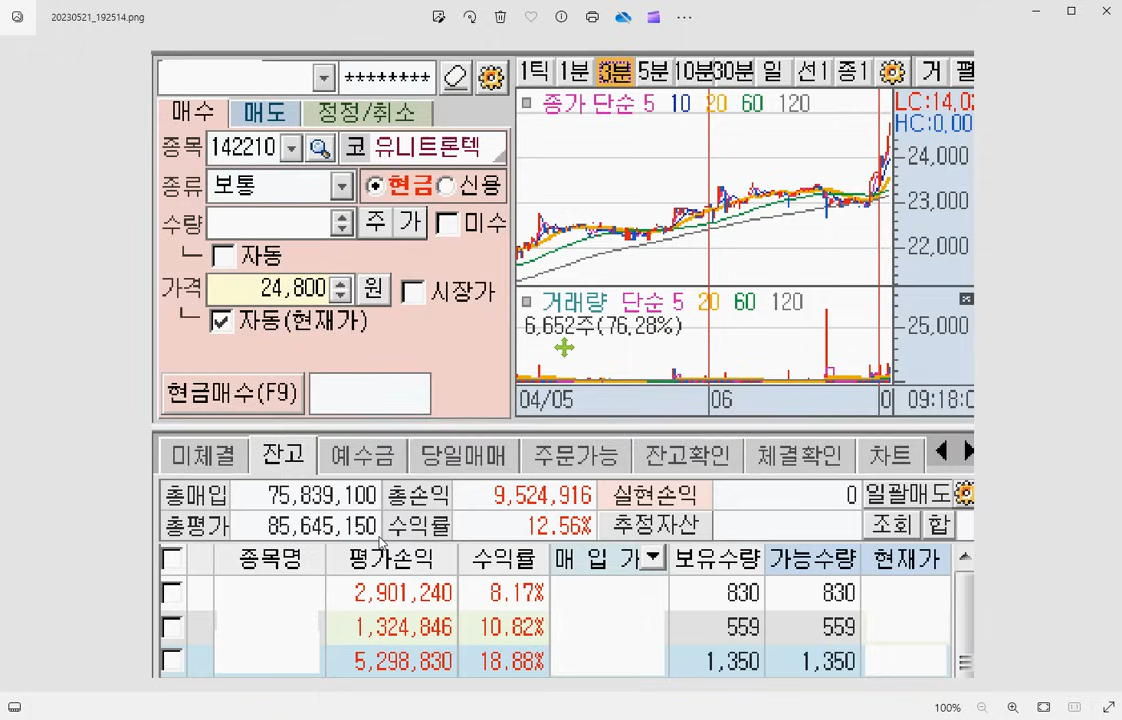 20230521_192514.png
******** 1틱 1분 3분 5분 10분 30분 일 선1 종1 거 펼
매수 매도 정정/취소
종가 단순 5 10 20 60 120
LC:14,0
HC:0,00
종목 142210 코 유니트론텍
24,000
종류 보통 현금 신용
23,000
수량 주 가 미수
22,000
자동
가격 24,800 원 시장가
거래량 단순 5 20 60 120
자동(현재가)
6,652주(76,28%)
25,000
현금매수(F9)
04/05 06 0 09:18:0
미체결 잔고 예수금 당일매매 주문가능 잔고확인 체결확인 차트
총매입 75,839,100 총손익 9,524,916 실현손익 0 일괄매도
총평가 85,645,150 수익률 12.56% 추정자산 조회 합
종목명 평가손익 수익률 매 입 가 보유수량 가능수량 현재가
2,901,240 8.17% 830 830
1,324,846 10.82% 559 559
5,298,830 18.88% 1,350 1,350
100%